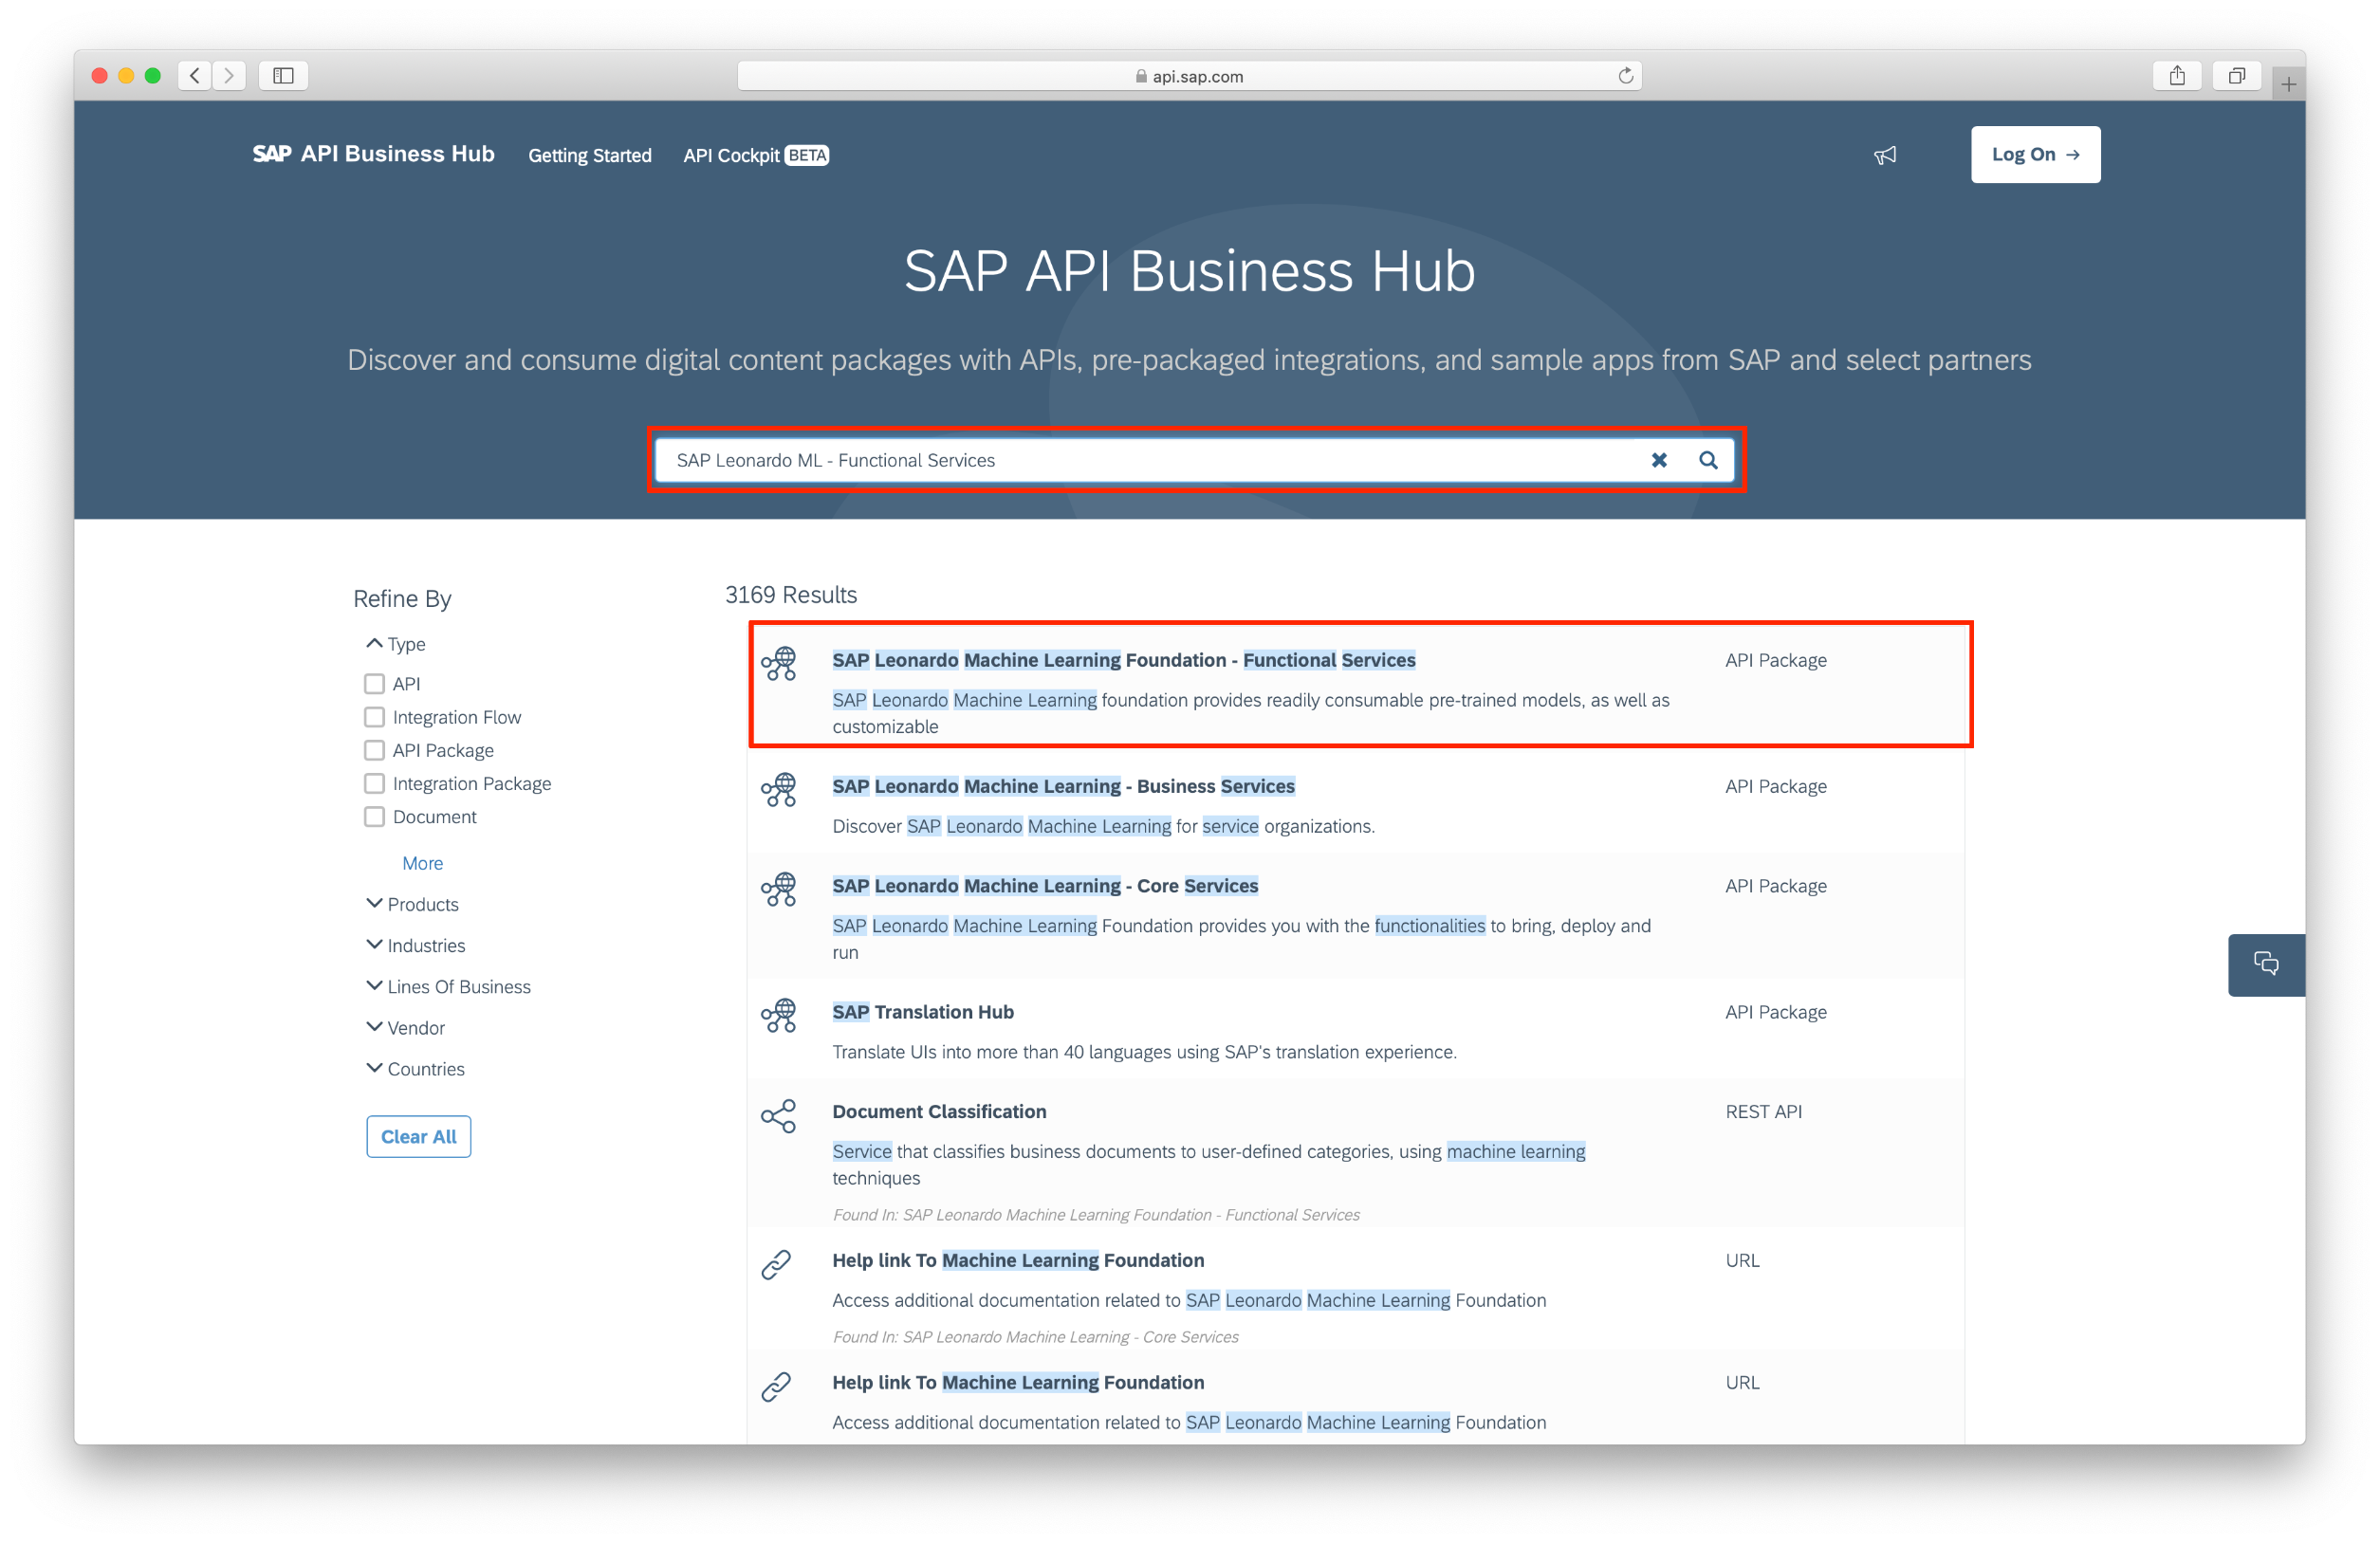 api.sap.com
SAP API Business Hub
Getting Started
API Cockpit BETA
Log On →
SAP API Business Hub
Discover and consume digital content packages with APIs, pre-packaged integrations, and sample apps from SAP and select partners
SAP Leonardo ML - Functional Services
Refine By
Type
API
Integration Flow
API Package
Integration Package
Document
More
Products
Industries
Lines Of Business
Vendor
Countries
Clear All
3169 Results
SAP Leonardo Machine Learning Foundation - Functional Services
API Package
SAP Leonardo Machine Learning foundation provides readily consumable pre-trained models, as well as
customizable
SAP Leonardo Machine Learning - Business Services
API Package
Discover SAP Leonardo Machine Learning for service organizations.
SAP Leonardo Machine Learning - Core Services
API Package
SAP Leonardo Machine Learning Foundation provides you with the functionalities to bring, deploy and
run
SAP Translation Hub
API Package
Translate UIs into more than 40 languages using SAP's translation experience.
Document Classification
REST API
Service that classifies business documents to user-defined categories, using machine learning
techniques
Found In: SAP Leonardo Machine Learning Foundation - Functional Services
Help link To Machine Learning Foundation
URL
Access additional documentation related to SAP Leonardo Machine Learning Foundation
Found In: SAP Leonardo Machine Learning - Core Services
Help link To Machine Learning Foundation
URL
Access additional documentation related to SAP Leonardo Machine Learning Foundation